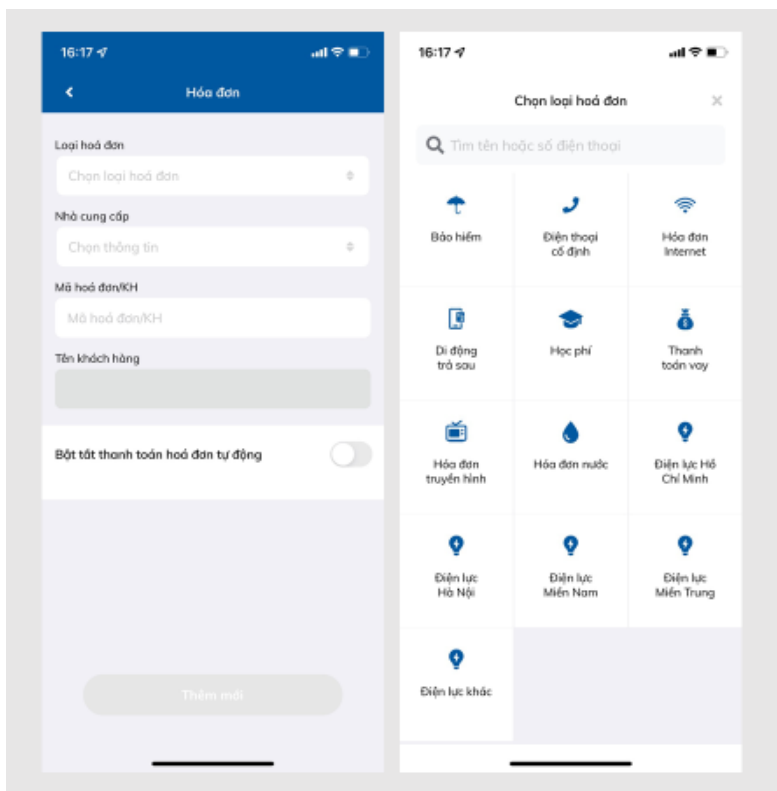 16:17
Hóa đơn
Loại hoá đơn
Chọn loại hoá đơn
Nhà cung cấp
Chọn thông tin
Mã hoá đơn/KH
Mã hoá đơn/KH
Tên khách hàng
Bật tắt thanh toán hoá đơn tự động
Thêm mới
16:17
Chọn loại hoá đơn
Tìm tên hoặc số điện thoại
Bảo hiểm
Điện thoại
cố định
Hóa đơn
Internet
Di động
trả sau
Học phí
Thanh
toán vay
Hóa đơn
truyền hình
Hóa đơn nước
Điện lực Hồ
Chí Minh
Điện lực
Hà Nội
Điện lực
Miền Nam
Điện lực
Miền Trung
Điện lực khác